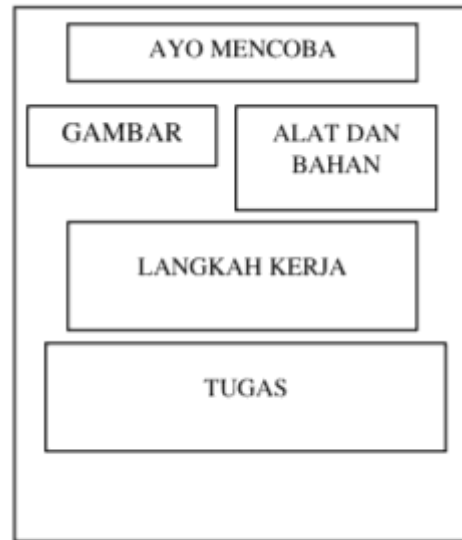 AYO MENCOBA
GAMBAR
ALAT DAN
BAHAN
LANGKAH KERJA
TUGAS